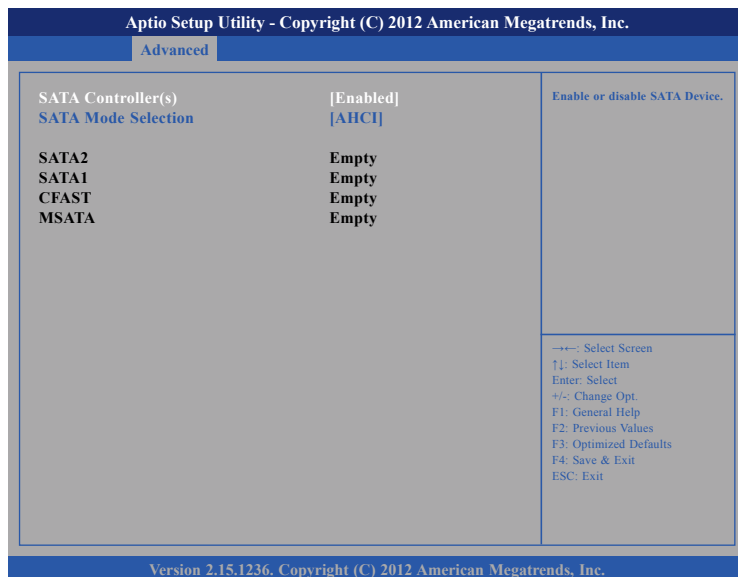 Aptio Setup Utility - Copyright (C) 2012 American Megatrends, Inc.
Advanced
SATA Controller(s) [Enabled]
SATA Mode Selection [AHCI]
SATA2 Empty
SATA1 Empty
CFAST Empty
MSATA Empty
Enable or disable SATA Device.
→←: Select Screen
↑↓: Select Item
Enter: Select
+/-: Change Opt.
F1: General Help
F2: Previous Values
F3: Optimized Defaults
F4: Save & Exit
ESC: Exit
Version 2.15.1236. Copyright (C) 2012 American Megatrends, Inc.